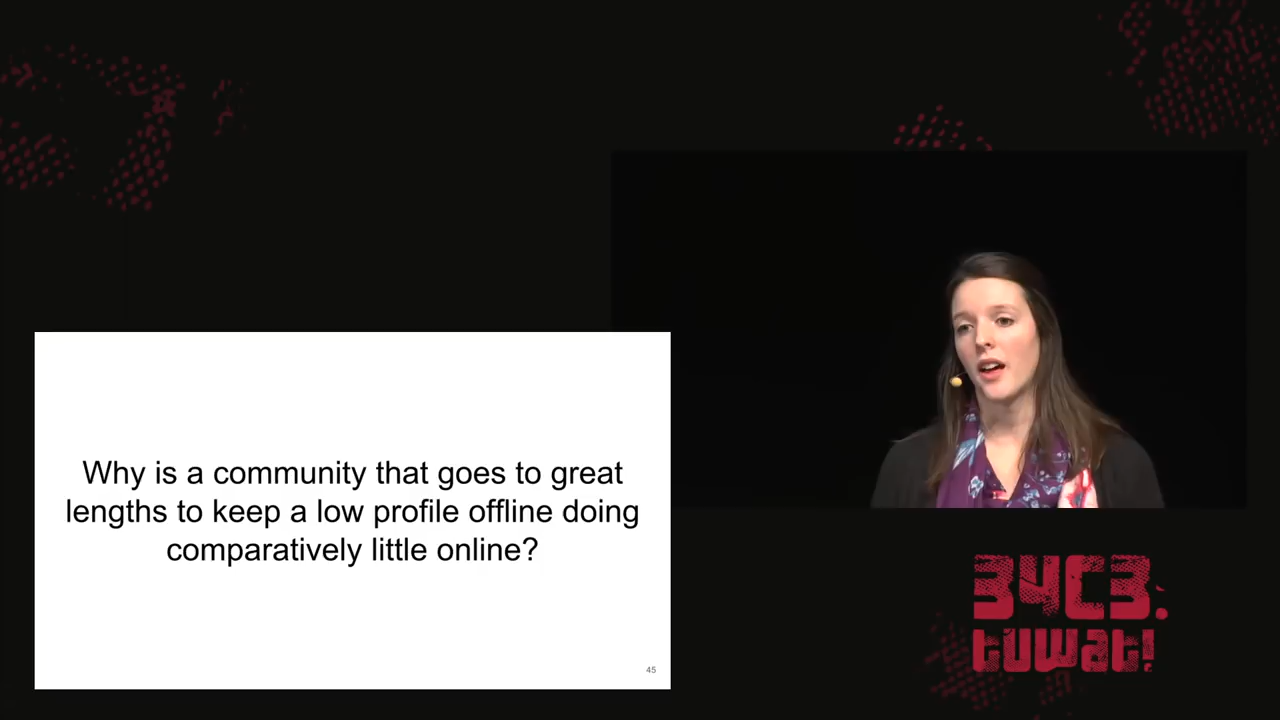 Why is a community that goes to great
lengths to keep a low profile offline doing
comparatively little online?
45
34C3.
tuwat!